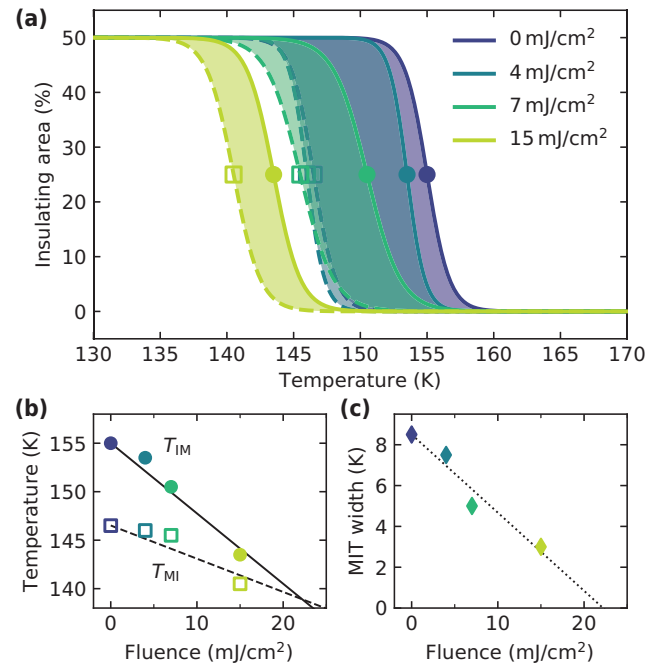 (a)
50
40
30
20
10
0
Insulating area (%)
0 mJ/cm²
4 mJ/cm²
7 mJ/cm²
15 mJ/cm²
130 135 140 145 150 155 160 165 170
Temperature (K)
(b)
155
150
145
140
Temperature (K)
T_IM
T_MI
0 10 20
Fluence (mJ/cm²)
(c)
8
6
4
2
0
MIT width (K)
0 10 20
Fluence (mJ/cm²)